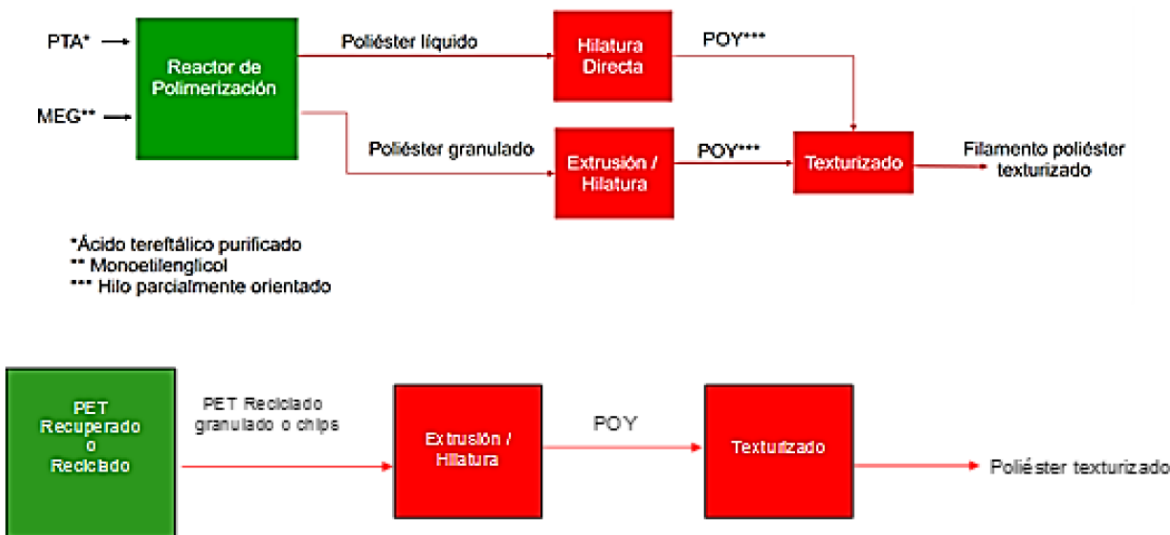 PTA*
MEG**
Reactor de
Polimerización
Poliéster líquido
Hilatura
Directa
POY***
Poliéster granulado
Extrusión /
Hilatura
POY***
Texturizado
Filamento poliéster
texturizado
*Ácido tereftálico purificado
** Monoetilenglicol
*** Hilo parcialmente orientado
PET
Recuperado
o
Reciclado
PET Reciclado
granulado o chips
Extrusión /
Hilatura
POY
Texturizado
Poliéster texturizado